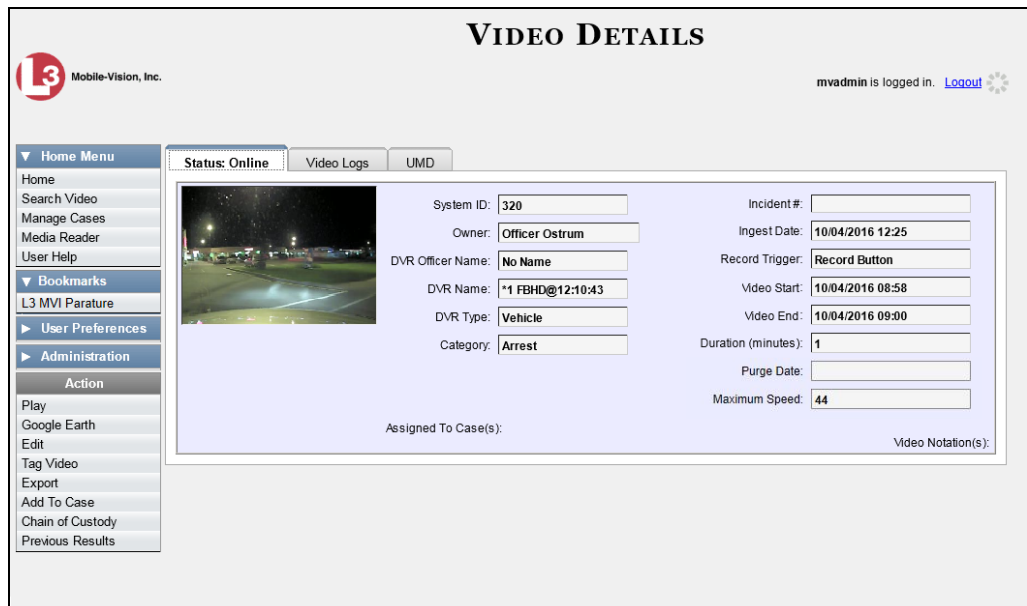 VIDEO DETAILS
L3 Mobile-Vision, Inc.
mvadmin is logged in. Logout
▼ Home Menu
Home
Search Video
Manage Cases
Media Reader
User Help
▼ Bookmarks
L3 MVI Parature
► User Preferences
► Administration
Action
Play
Google Earth
Edit
Tag Video
Export
Add To Case
Chain of Custody
Previous Results
Status: Online Video Logs UMD
System ID: 320
Owner: Officer Ostrum
DVR Officer Name: No Name
DVR Name: *1 FBHD@12:10:43
DVR Type: Vehicle
Category: Arrest
Incident #:
Ingest Date: 10/04/2016 12:25
Record Trigger: Record Button
Video Start: 10/04/2016 08:58
Video End: 10/04/2016 09:00
Duration (minutes): 1
Purge Date:
Maximum Speed: 44
Assigned To Case(s):
Video Notation(s):